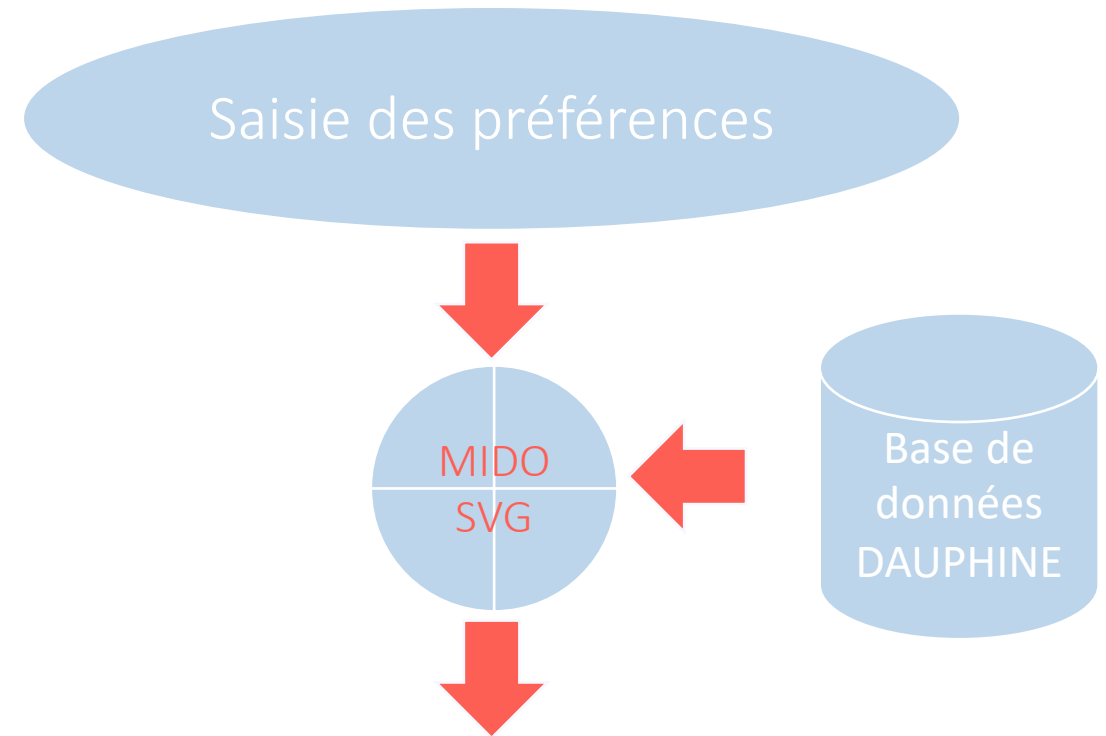 Saisie des préférences
MIDO
SVG
Base de
données
DAUPHINE